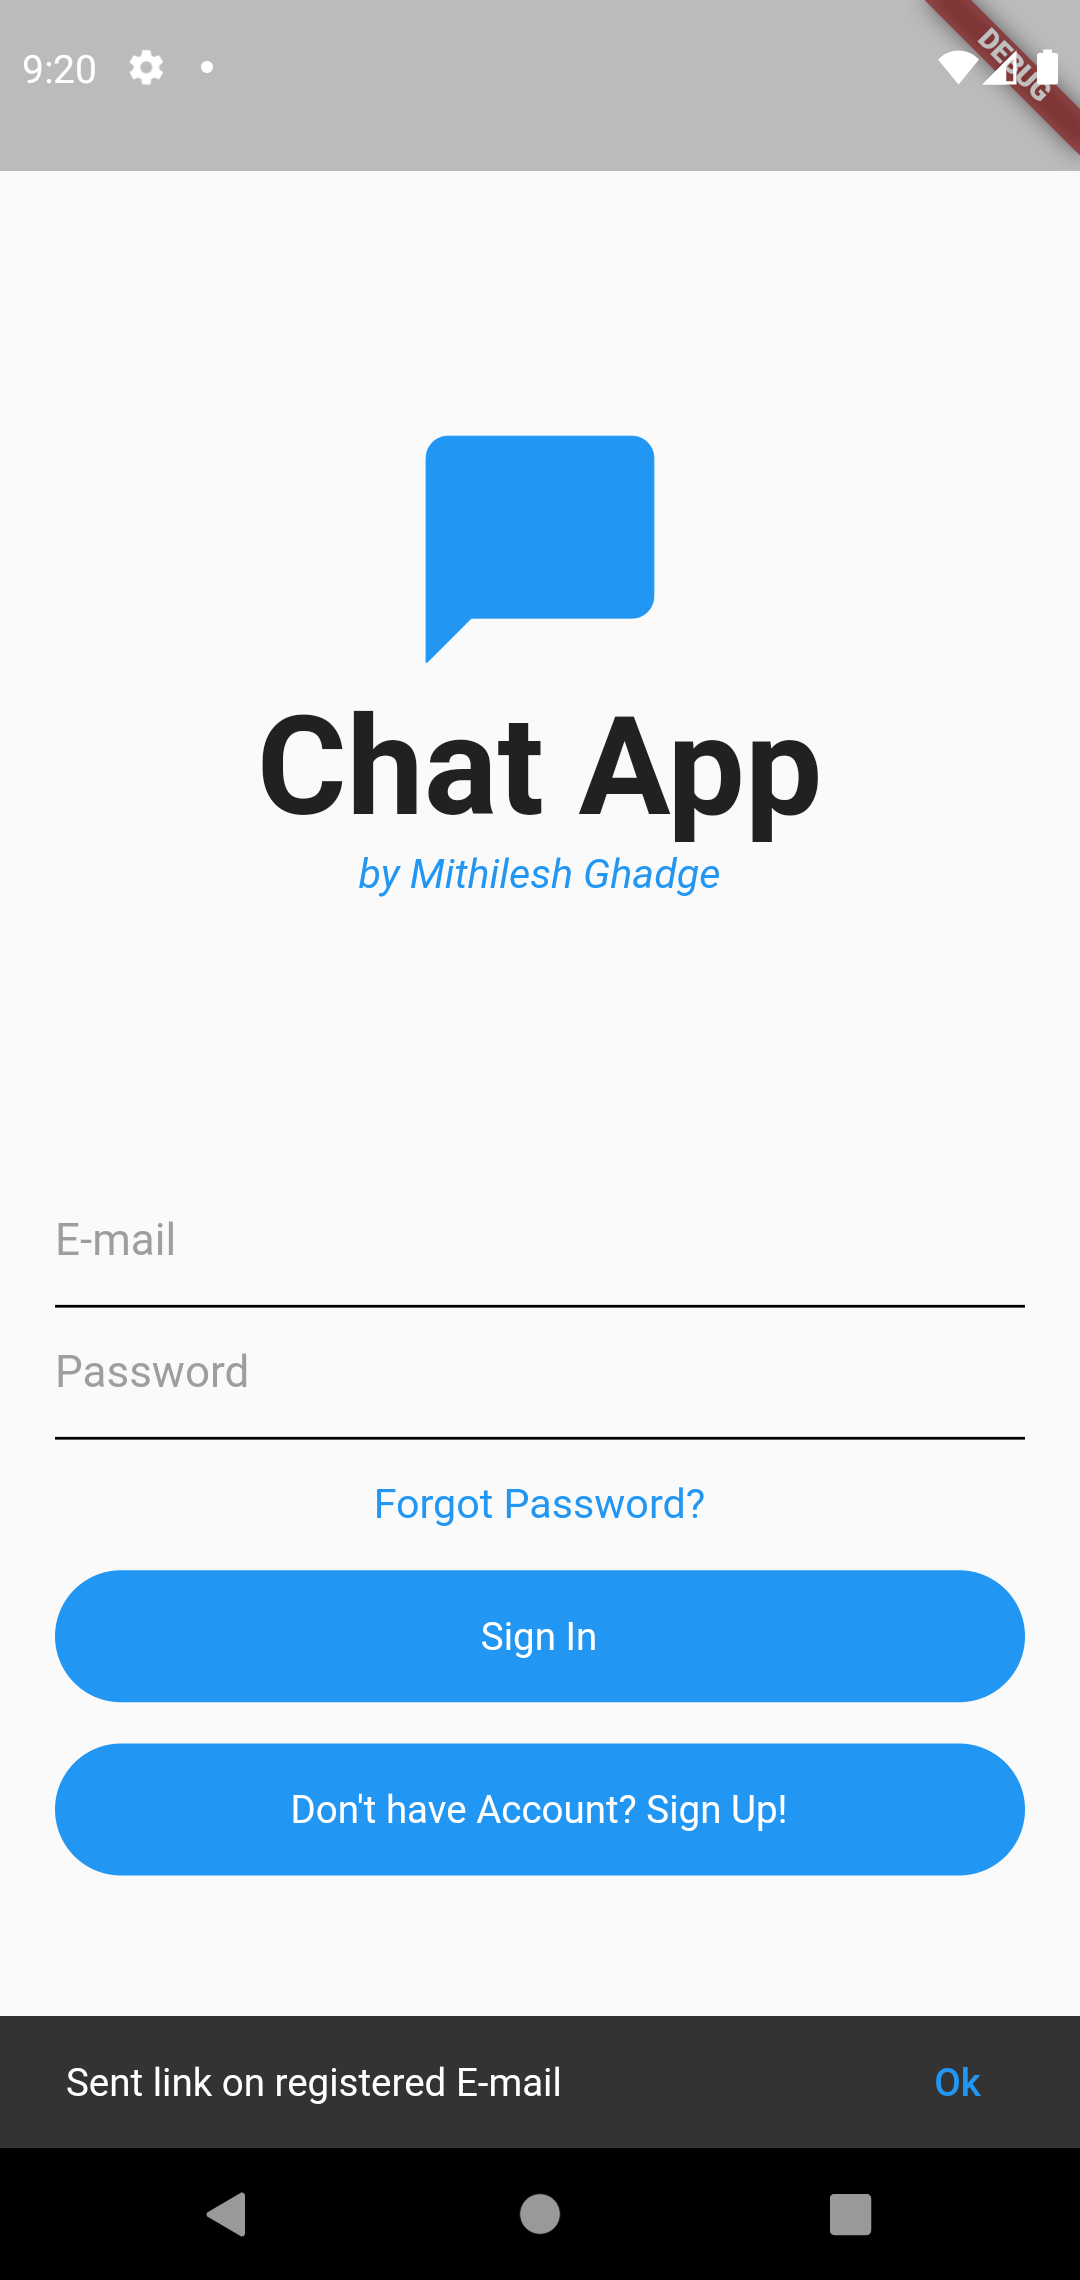 9:20
DEBUG
Chat App
by Mithilesh Ghadge
E-mail
Password
Forgot Password?
Sign In
Don't have Account? Sign Up!
Sent link on registered E-mail Ok